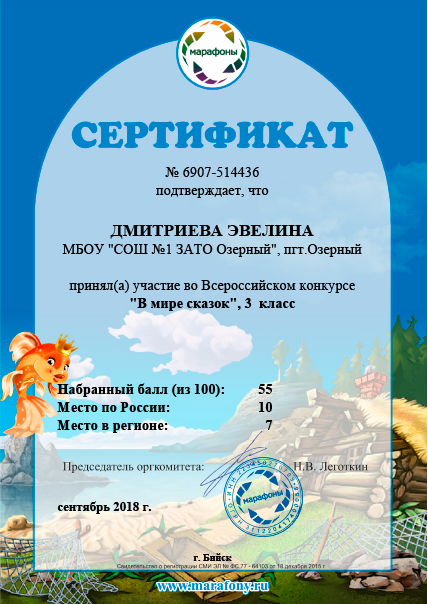 марафоны
СЕРТИФИКАТ
№ 6907-514436
подтверждает, что
ДМИТРИЕВА ЭВЕЛИНА
МБОУ "СОШ №1 ЗАТО Озерный", пгт.Озерный
принял(а) участие во Всероссийском конкурсе
"В мире сказок", 3 класс
Набранный балл (из 100): 55
Место по России: 10
Место в регионе: 7
Председатель оргкомитета: Н.В. Леготкин
марафоны
сентябрь 2018 г.
г. Бийск
Свидетельство о регистрации СМИ ЭЛ № ФС 77 - 64103 от 18 декабря 2015 г.
www.marafony.ru